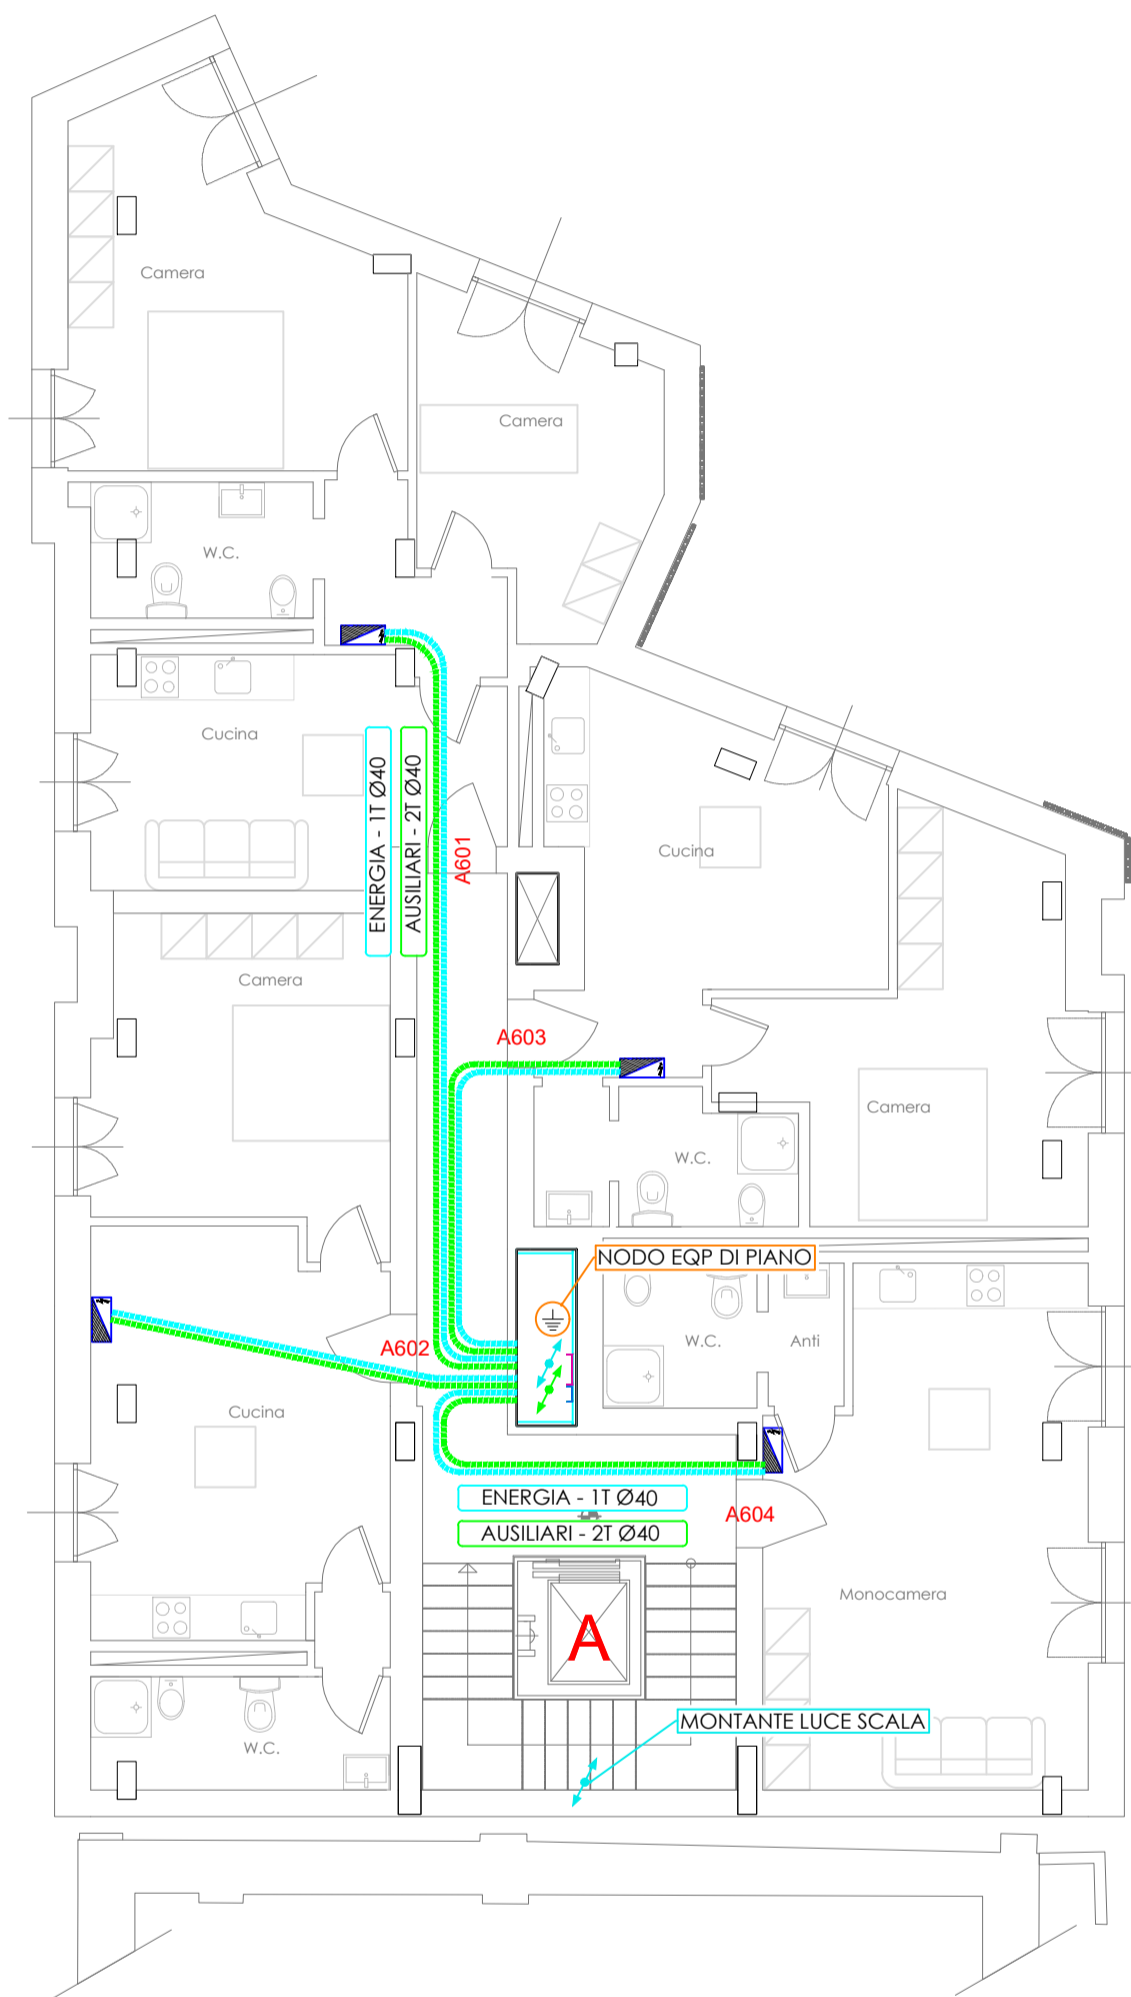 Camera
Camera
W.C.
Cucina
ENERGIA - 1T Ø40
AUSILIARI - 2T Ø40
A601
Cucina
Camera
A603
Camera
W.C.
NODO EQP DI PIANO
A602
W.C.
Anti
Cucina
ENERGIA - 1T Ø40
AUSILIARI - 2T Ø40
A604
Monocamera
A
MONTANTE LUCE SCALA
W.C.